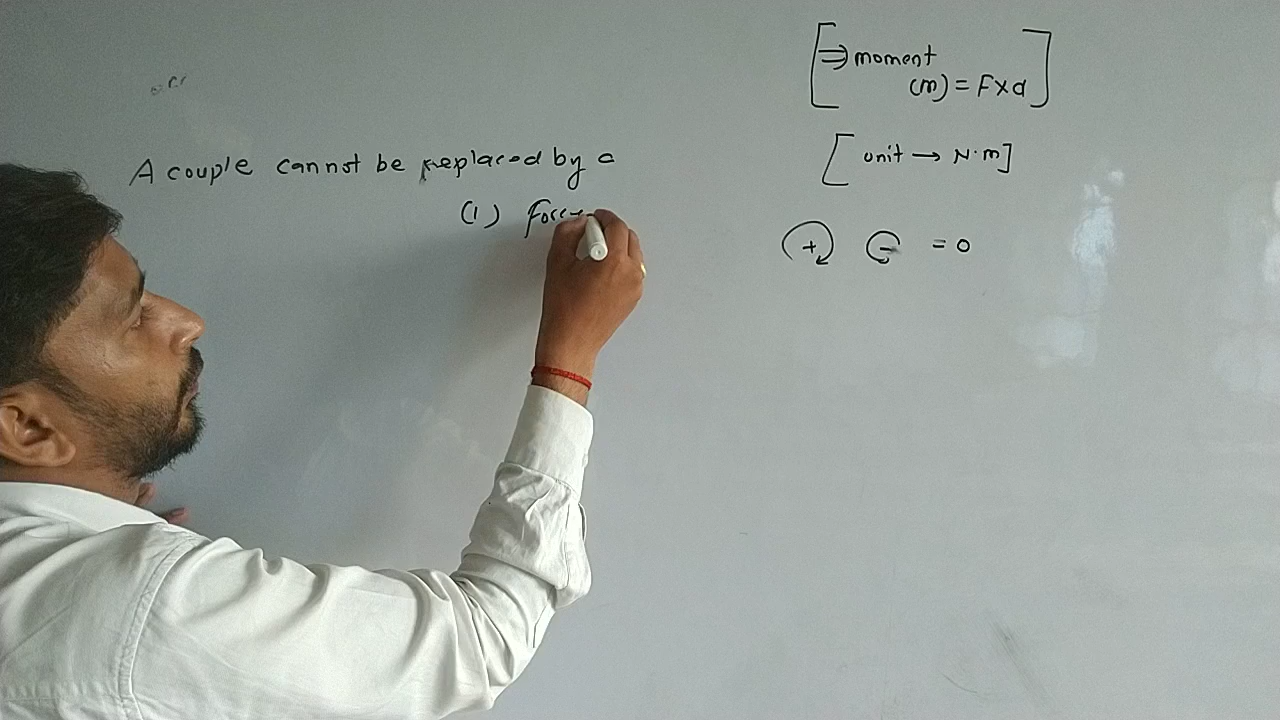 A couple cannot be replaced by a
(1) force
⇒ moment
(m) = F x d
unit → N·m]
+ - = 0